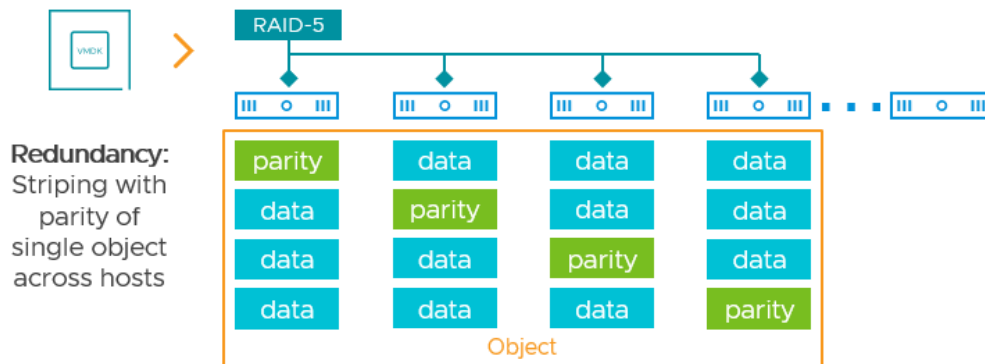 RAID-5
VMDK
Redundancy:
Striping with
parity of
single object
across hosts
parity data data data
data parity data data
data data parity data
data data data parity
Object